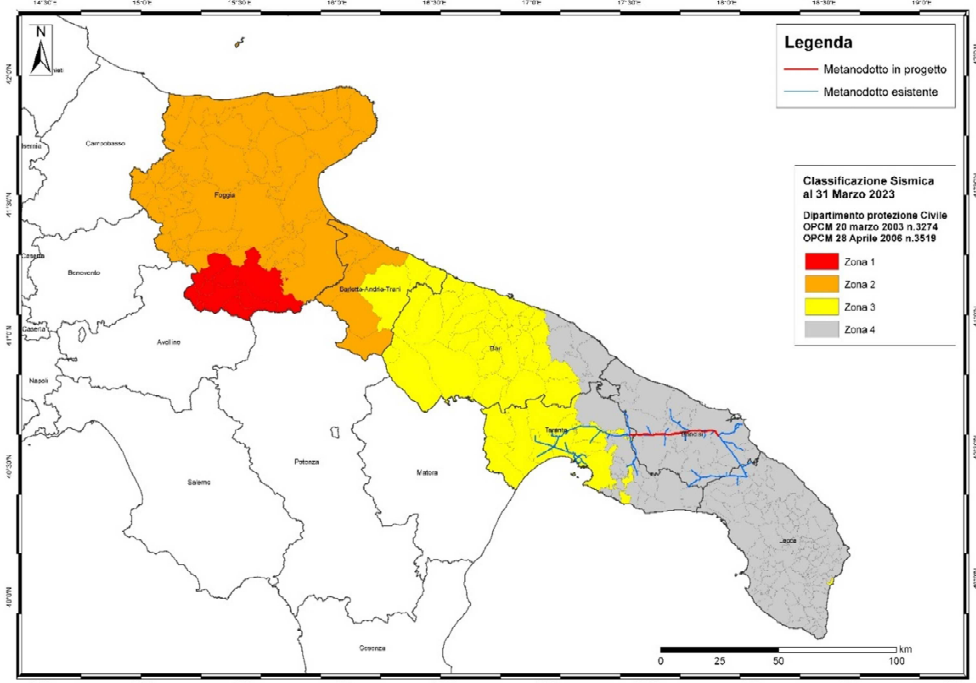 14°30'E 15°0'E 15°30'E 16°0'E 16°30'E 17°0'E 17°30'E 18°0'E 18°30'E 19°0'E
N
Legenda
Metanodotto in progetto
Metanodotto esistente
42°0'N
Campobasso
Isernia
Classificazione Sismica
al 31 Marzo 2023
Dipartimento protezione Civile
OPCM 20 marzo 2003 n.3274
OPCM 28 Aprile 2006 n.3519
Zona 1
Zona 2
Zona 3
Zona 4
Foggia
41°30'N
Caserta
Benevento
Barletta-Andria-Trani
41°0'N
Caserta
Avellino
Bari
Napoli
Taranto
Brindisi
40°30'N
Potenza
Matera
Salerno
Lecce
40°0'N
Cosenza
km
0 25 50 100